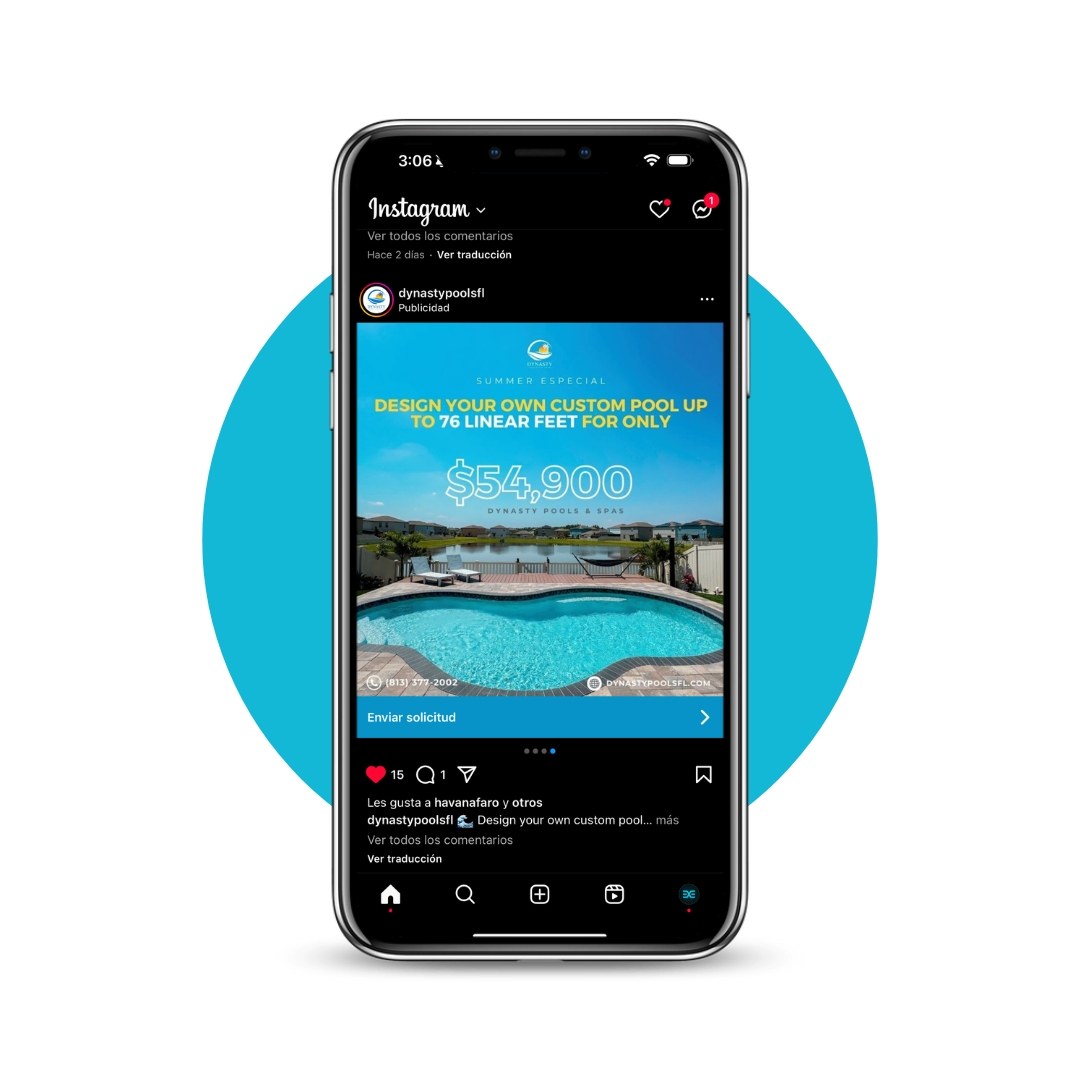 3:06
Instagram
1
Ver todos los comentarios
Hace 2 días · Ver traducción
dynastypoolsfl
Publicidad
DYNASTY
SUMMER ESPECIAL
DESIGN YOUR OWN CUSTOM POOL UP
TO 76 LINEAR FEET FOR ONLY
$54,900
DYNASTY POOLS & SPAS
(813) 377-2002
DYNASTYPOOLSFL.COM
Enviar solicitud
15
1
Les gusta a havanafaro y otros
dynastypoolsfl 🌊 Design your own custom pool... más
Ver todos los comentarios
Ver traducción